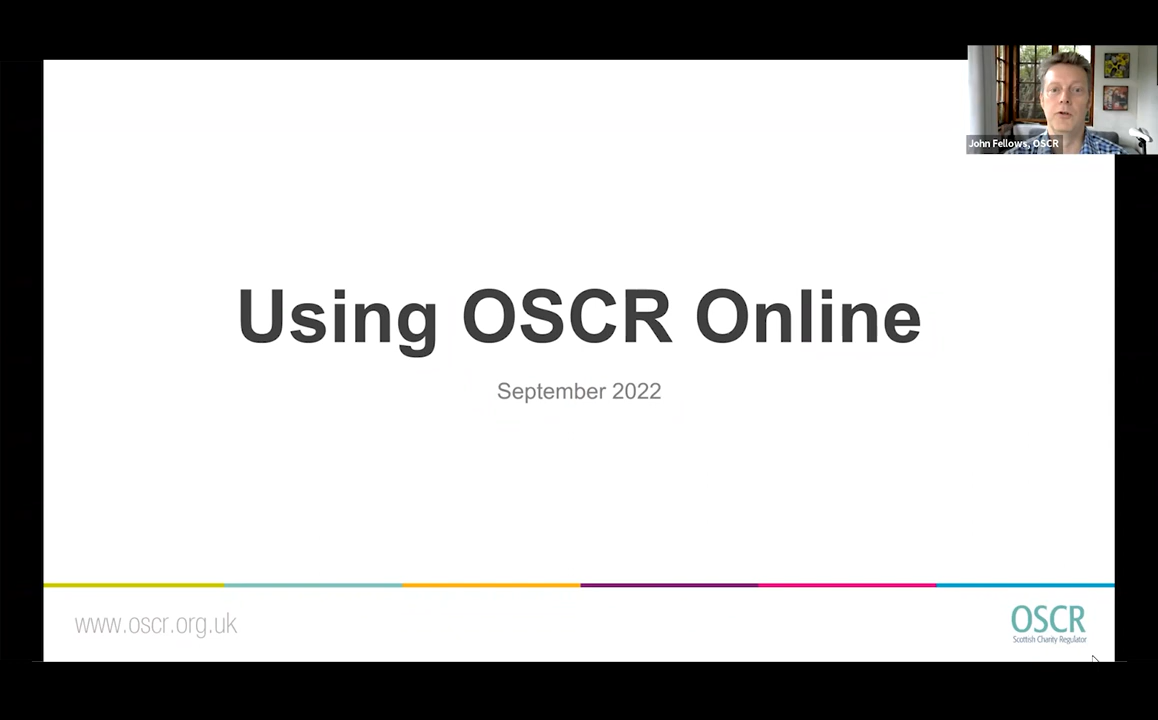 John Fellows, OSCR
Using OSCR Online
September 2022
www.oscr.org.uk
OSCR
Scottish Charity Regulator